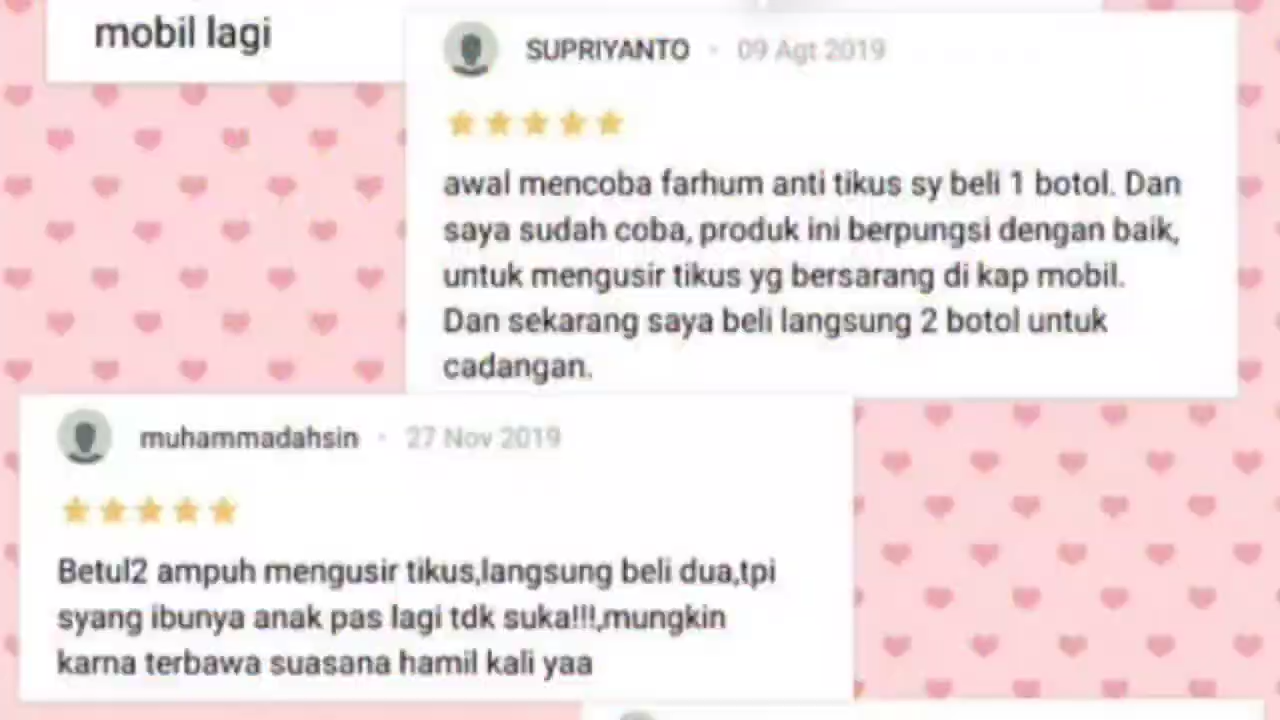 mobil lagi
SUPRIYANTO • 09 Agt 2019
awal mencoba farhum anti tikus sy beli 1 botol. Dan
saya sudah coba, produk ini berpungsi dengan baik,
untuk mengusir tikus yg bersarang di kap mobil.
Dan sekarang saya beli langsung 2 botol untuk
cadangan.
muhammadahsin • 27 Nov 2019
Betul2 ampuh mengusir tikus,langsung beli dua,tpi
syang ibunya anak pas lagi tdk suka!!!,mungkin
karna terbawa suasana hamil kali yaa